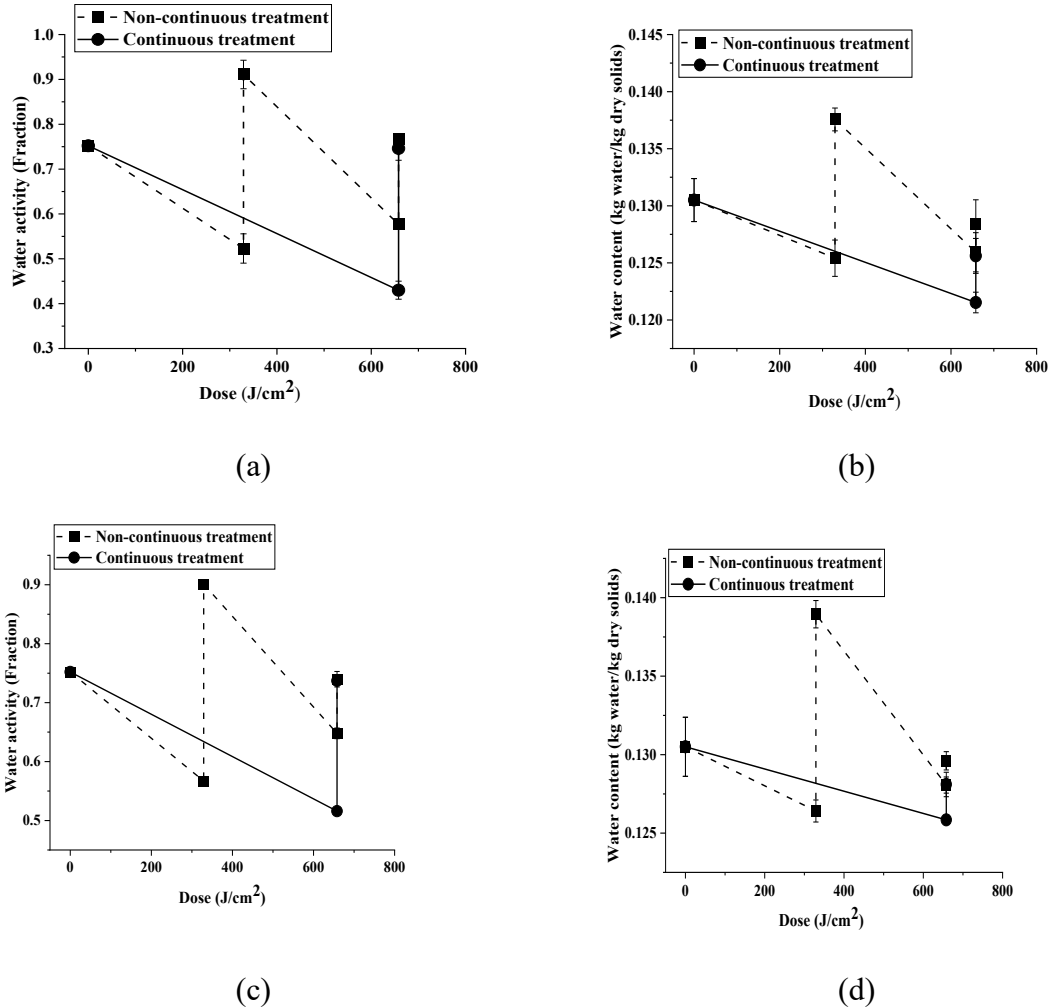 Non-continuous treatment
Continuous treatment
1.0
0.9
0.8
0.7
0.6
0.5
0.4
0.3
Water activity (Fraction)
0
200
400
600
800
Dose (J/cm²)
(a)
Non-continuous treatment
Continuous treatment
0.145
0.140
0.135
0.130
0.125
0.120
Water content (kg water/kg dry solids)
0
200
400
600
800
Dose (J/cm²)
(b)
Non-continuous treatment
Continuous treatment
0.9
0.8
0.7
0.6
0.5
Water activity (Fraction)
0
200
400
600
800
Dose (J/cm²)
(c)
Non-continuous treatment
Continuous treatment
0.140
0.135
0.130
0.125
Water content (kg water/kg dry solids)
0
200
400
600
800
Dose (J/cm²)
(d)